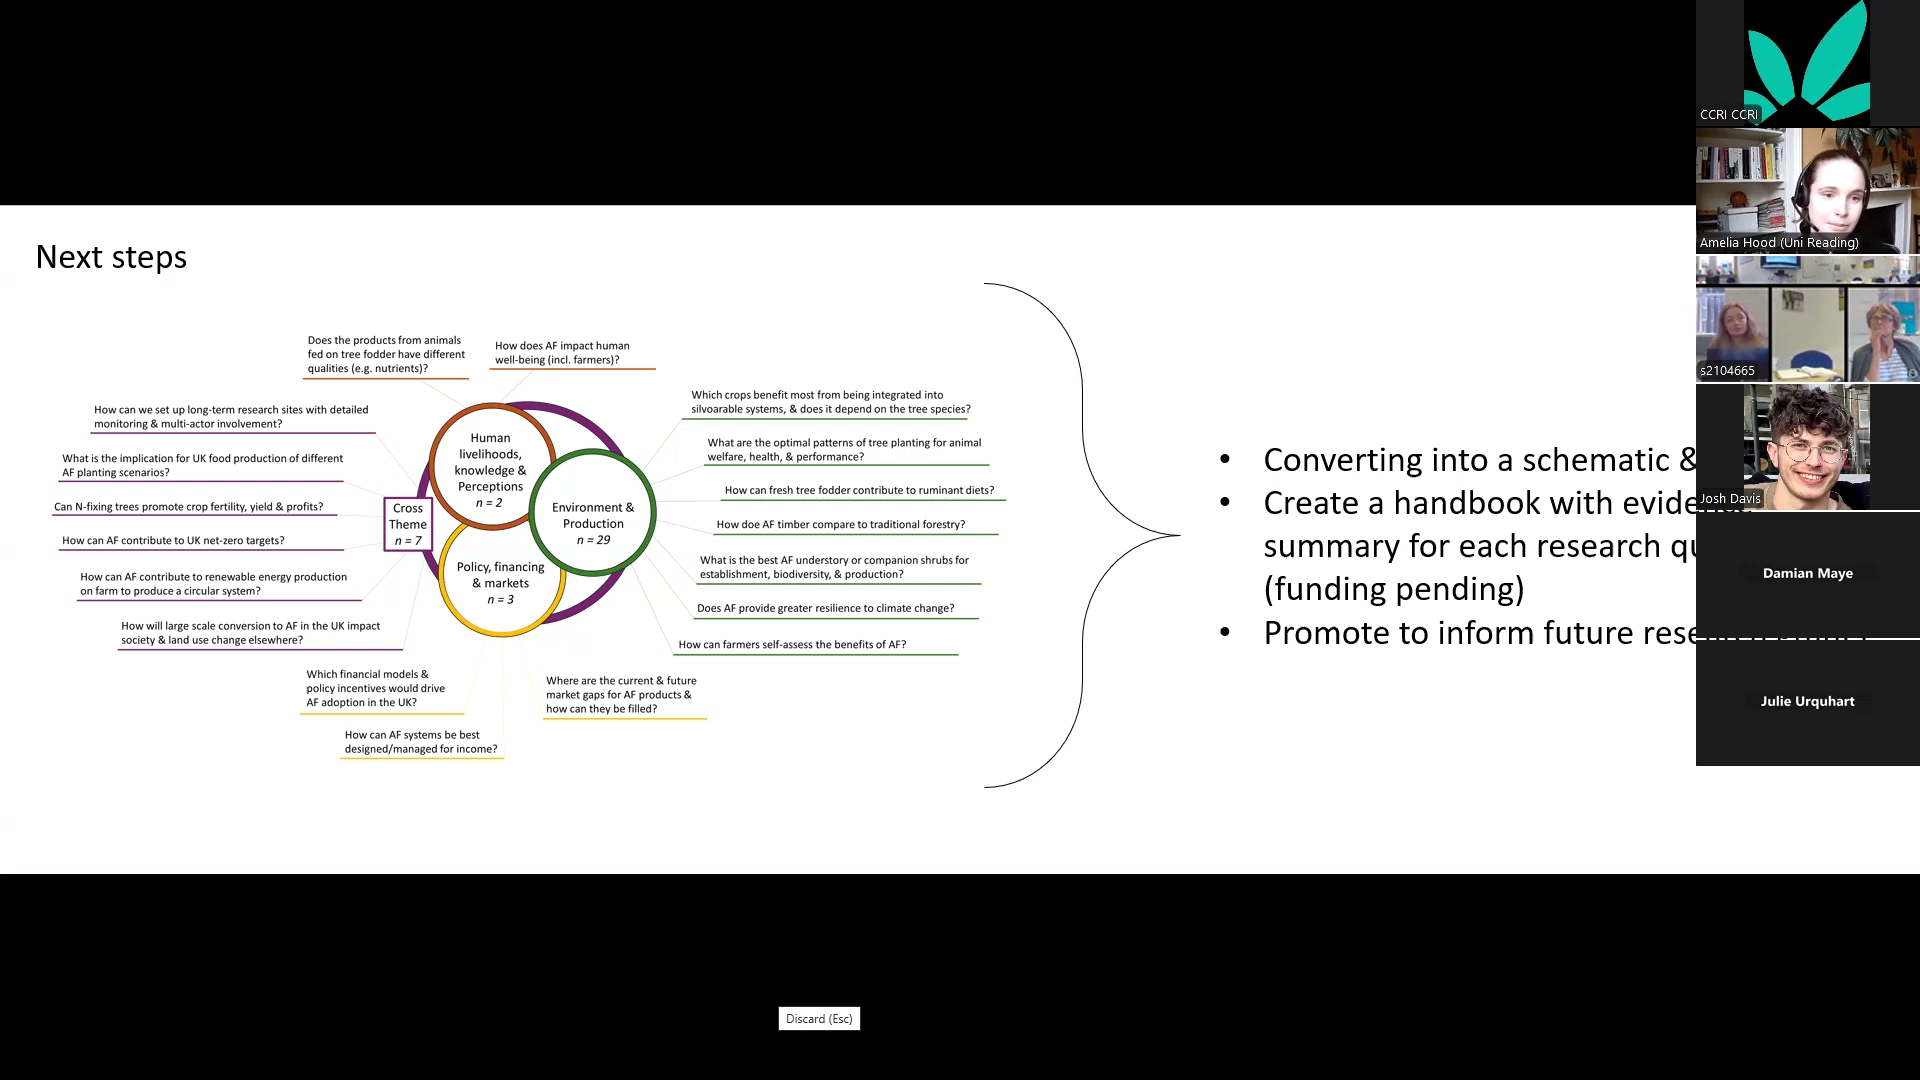 Next steps
Does the products from animals
fed on tree fodder have different
qualities (e.g. nutrients)?
How does AF impact human
well-being (incl. farmers)?
How can we set up long-term research sites with detailed
monitoring & multi-actor involvement?
What is the implication for UK food production of different
AF planting scenarios?
Can N-fixing trees promote crop fertility, yield & profits?
How can AF contribute to UK net-zero targets?
How can AF contribute to renewable energy production
on farm to produce a circular system?
How will large scale conversion to AF in the UK impact
society & land use change elsewhere?
Cross
Theme
n = 7
Human
livelihoods,
knowledge &
Perceptions
n = 2
Environment &
Production
n = 29
Policy, financing
& markets
n = 3
Which crops benefit most from being integrated into
silvoarable systems, & does it depend on the tree species?
What are the optimal patterns of tree planting for animal
welfare, health, & performance?
How can fresh tree fodder contribute to ruminant diets?
How doe AF timber compare to traditional forestry?
What is the best AF understory or companion shrubs for
establishment, biodiversity, & production?
Does AF provide greater resilience to climate change?
How can farmers self-assess the benefits of AF?
Which financial models &
policy incentives would drive
AF adoption in the UK?
Where are the current & future
market gaps for AF products &
how can they be filled?
How can AF systems be best
designed/managed for income?
• Converting into a schematic &
• Create a handbook with
summary for each research
(funding pending)
• Promote to inform future
CCRI CCRI
Amelia Hood (Uni Reading)
s2104665
Josh Davis
Damian Maye
Julie Urquhart
Discard (Esc)